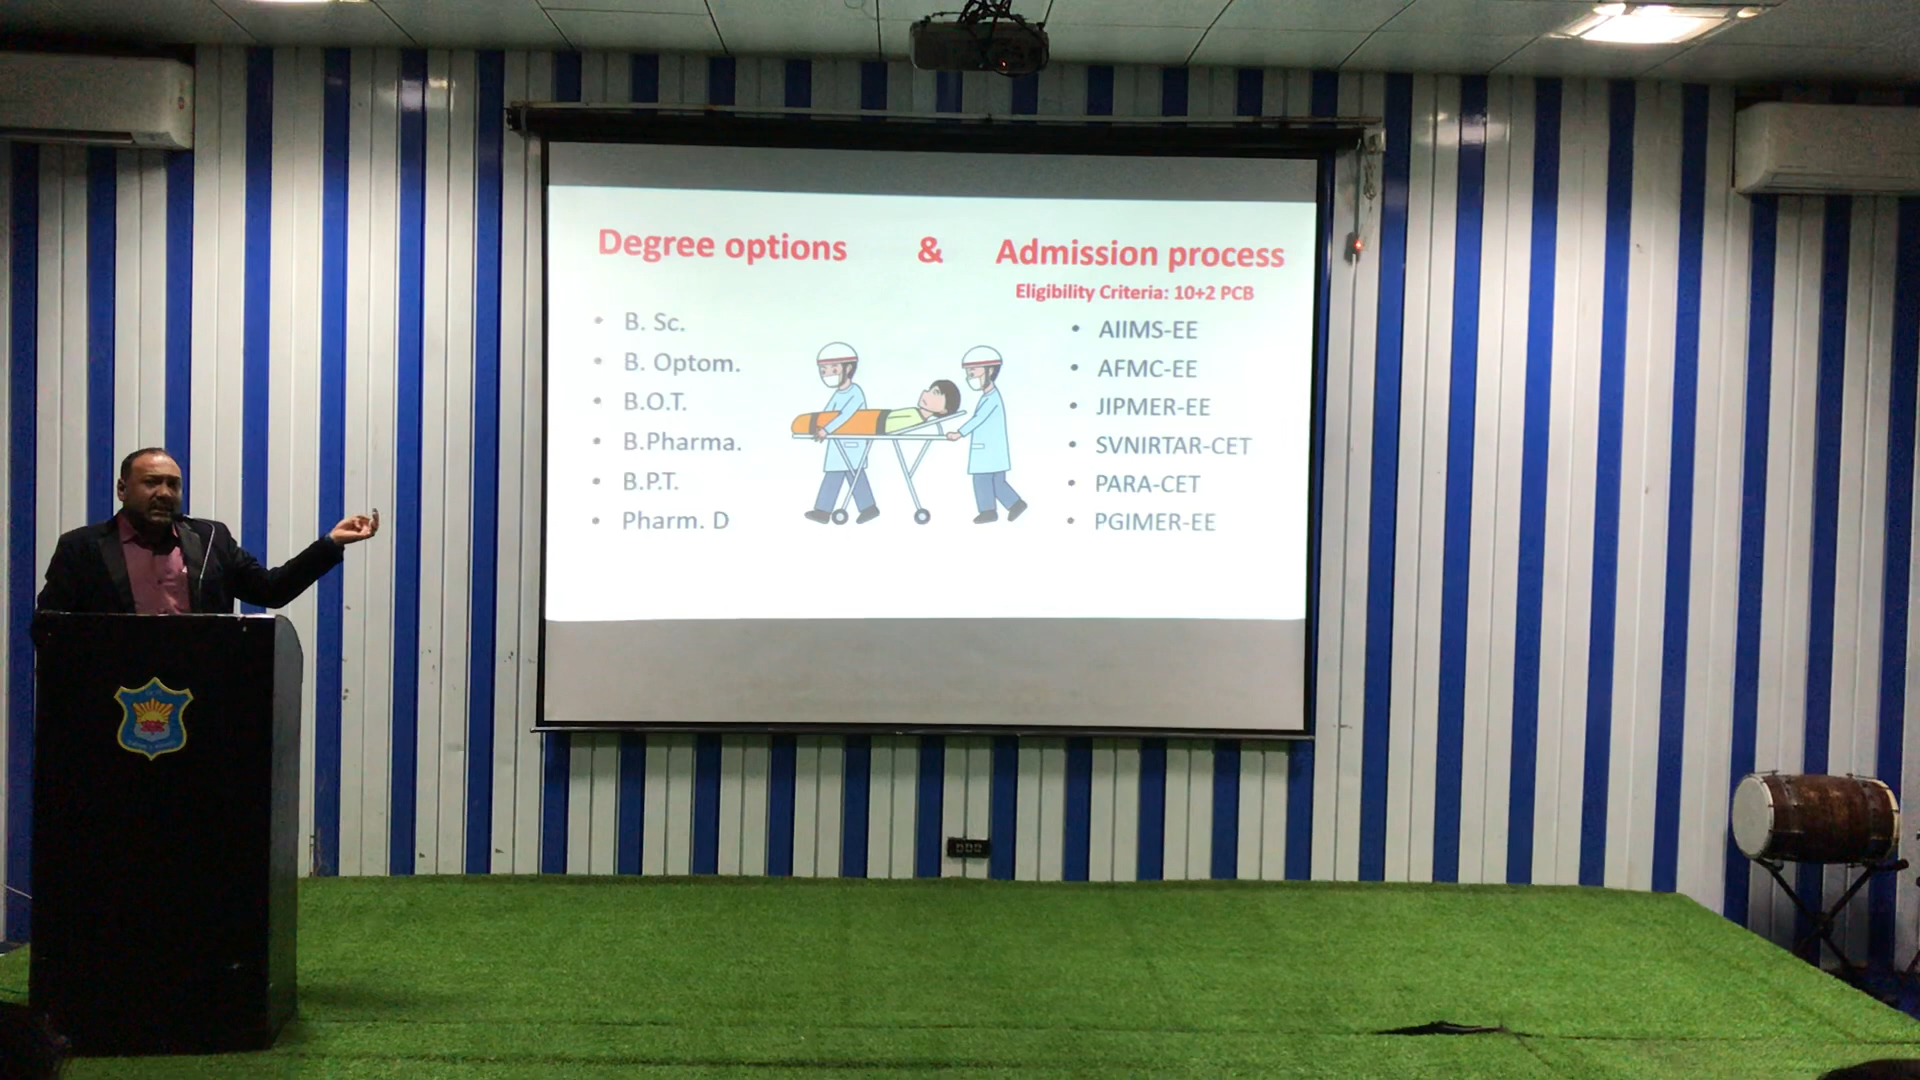 Degree options & Admission process
Eligibility Criteria: 10+2 PCB
• B. Sc.
• B. Optom.
• B.O.T.
• B.Pharma.
• B.P.T.
• Pharm. D
• AIIMS-EE
• AFMC-EE
• JIPMER-EE
• SVNIRTAR-CET
• PARA-CET
• PGIMER-EE